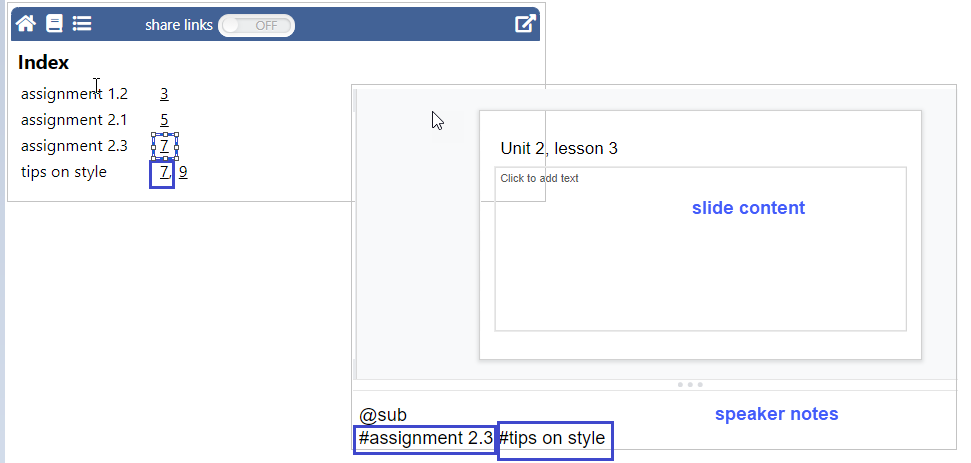 share links OFF
Index
assignment 1.2 3
assignment 2.1 5
assignment 2.3 7
tips on style 7, 9
Unit 2, lesson 3
Click to add text
slide content
@sub
speaker notes
#assignment 2.3 #tips on style